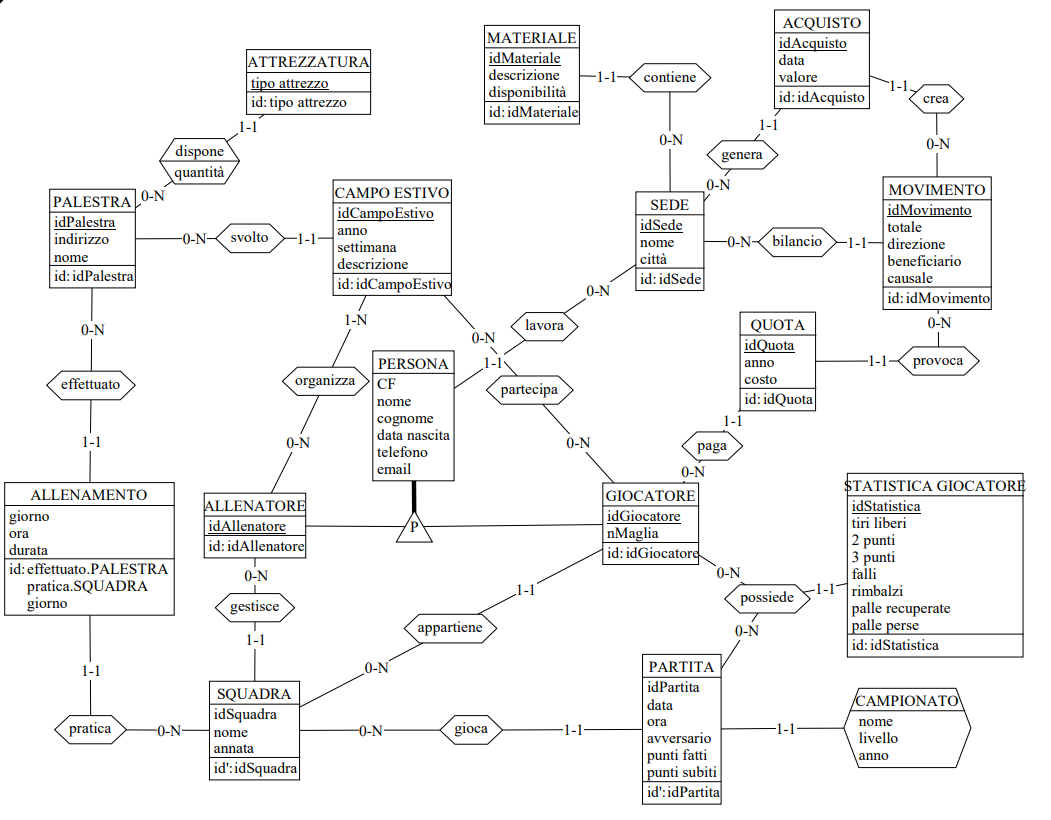 ATTREZZATURA
tipo attrezzo
id: tipo attrezzo
1-1
dispone
quantità
0-N
PALESTRA
idPalestra
indirizzo
nome
id: idPalestra
0-N
svolto
1-1
CAMPO ESTIVO
idCampoEstivo
anno
settimana
descrizione
id: idCampoEstivo
MATERIALE
idMateriale
descrizione
disponibilità
id: idMateriale
1-1
contiene
0-N
ACQUISTO
idAcquisto
data
valore
id: idAcquisto
1-1
crea
0-N
1-1
genera
0-N
SEDE
idSede
nome
città
id: idSede
0-N
bilancio
1-1
MOVIMENTO
idMovimento
totale
direzione
beneficiario
causale
id: idMovimento
0-N
provoca
1-1
QUOTA
idQuota
anno
costo
id: idQuota
1-1
paga
0-N
0-N
lavora
1-1
0-N
partecipa
0-N
1-N
organizza
0-N
PERSONA
CF
nome
cognome
data nascita
telefono
email
P
0-N
effettuato
1-1
ALLENAMENTO
giorno
ora
durata
id: effettuato.PALESTRA
pratica.SQUADRA
giorno
1-1
pratica
0-N
ALLENATORE
idAllenatore
id: idAllenatore
0-N
gestisce
1-1
SQUADRA
idSquadra
nome
annata
id': idSquadra
GIOCATORE
idGiocatore
nMaglia
id: idGiocatore
1-1
appartiene
0-N
0-N
possiede
1-1
0-N
STATISTICA GIOCATORE
idStatistica
tiri liberi
2 punti
3 punti
falli
rimbalzi
palle recuperate
palle perse
id: idStatistica
0-N
gioca
1-1
PARTITA
idPartita
data
ora
avversario
punti fatti
punti subiti
id': idPartita
1-1
CAMPIONATO
nome
livello
anno